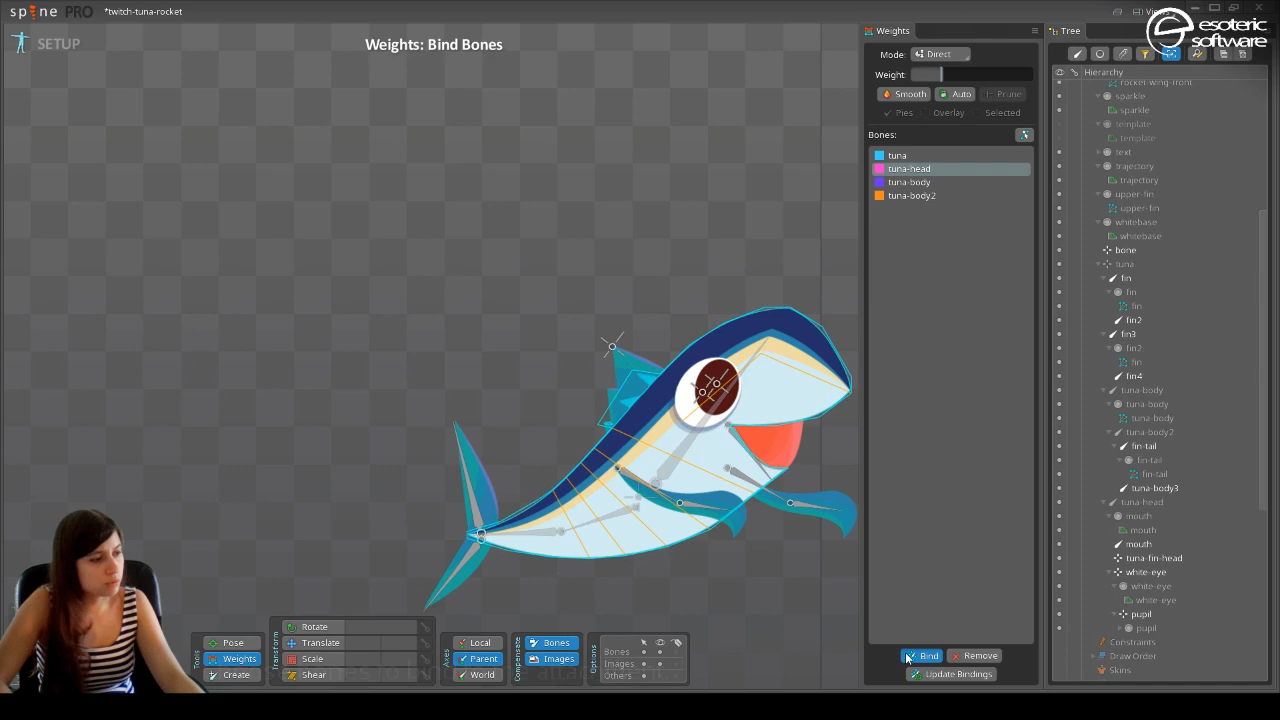 spine PRO
*twitch-tuna-rocket
Views
esoteric
software
SETUP
Weights: Bind Bones
Weights
Mode:
Direct
Weight:
Smooth
Auto
Prune
Pies
Overlay
Selected
Bones:
tuna
tuna-head
tuna-body
tuna-body2
Bind
Remove
Update Bindings
Tree
Hierarchy
rocket-wing-front
sparkle
sparkle
template
template
text
trajectory
trajectory
upper-fin
upper-fin
whitebase
whitebase
bone
tuna
fin
fin
fin
fin2
fin3
fin2
fin
fin4
tuna-body
tuna-body
tuna-body
tuna-body2
fin-tail
fin-tail
fin-tail
tuna-body3
tuna-head
mouth
mouth
mouth
tuna-fin-head
white-eye
white-eye
white-eye
pupil
pupil
Constraints
Draw Order
Skins
Tools
Pose
Weights
Create
Transform
Rotate
Translate
Scale
Shear
Axes
Local
Parent
World
Compensate
Bones
Images
Options
Bones
Images
Others